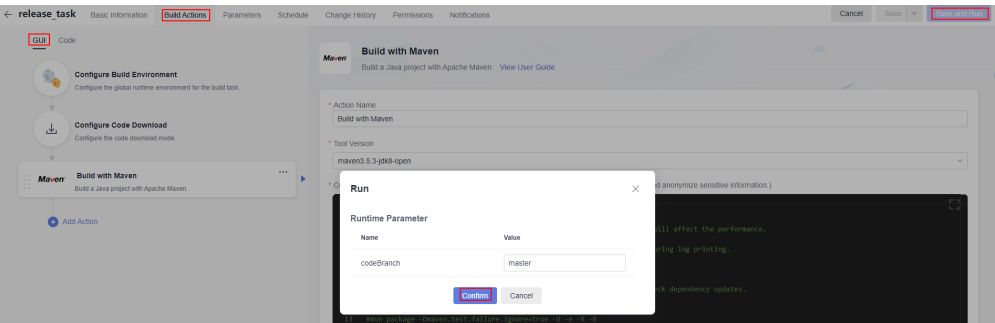 ← release_task Basic Information Build Actions Parameters Schedule Change History Permissions Notifications Cancel Save Save and Run
GUI Code
Configure Build Environment
Configure the global runtime environment for the build task.
Configure Code Download
Configure the code download mode.
Maven Build with Maven ...
Build a Java project with Apache Maven.
Add Action
Maven Build with Maven
Build a Java project with Apache Maven. View User Guide
* Action Name
Build with Maven
* Tool Version
maven3.5.3-jdk8-open
nd anonymize sensitive information.)
will affect the performance.
ring log printing.
ck dependency updates.
13 #mvn package -Dmaven.test.failure.ignore=true -U -e -X -B
Run
Runtime Parameter
Name Value
codeBranch master
Confirm Cancel